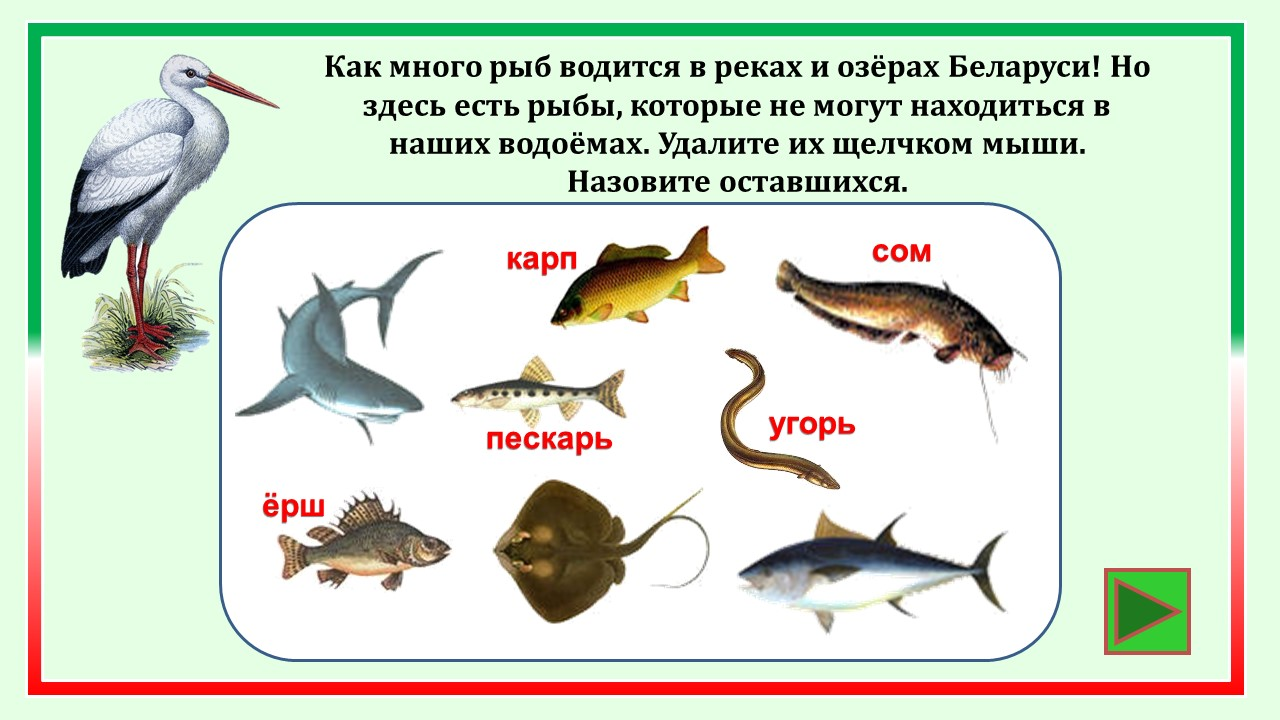 Как много рыб водится в реках и озёрах Беларуси! Но
здесь есть рыбы, которые не могут находиться в
наших водоёмах. Удалите их щелчком мыши.
Назовите оставшихся.
карп
сом
пескарь
угорь
ёрш